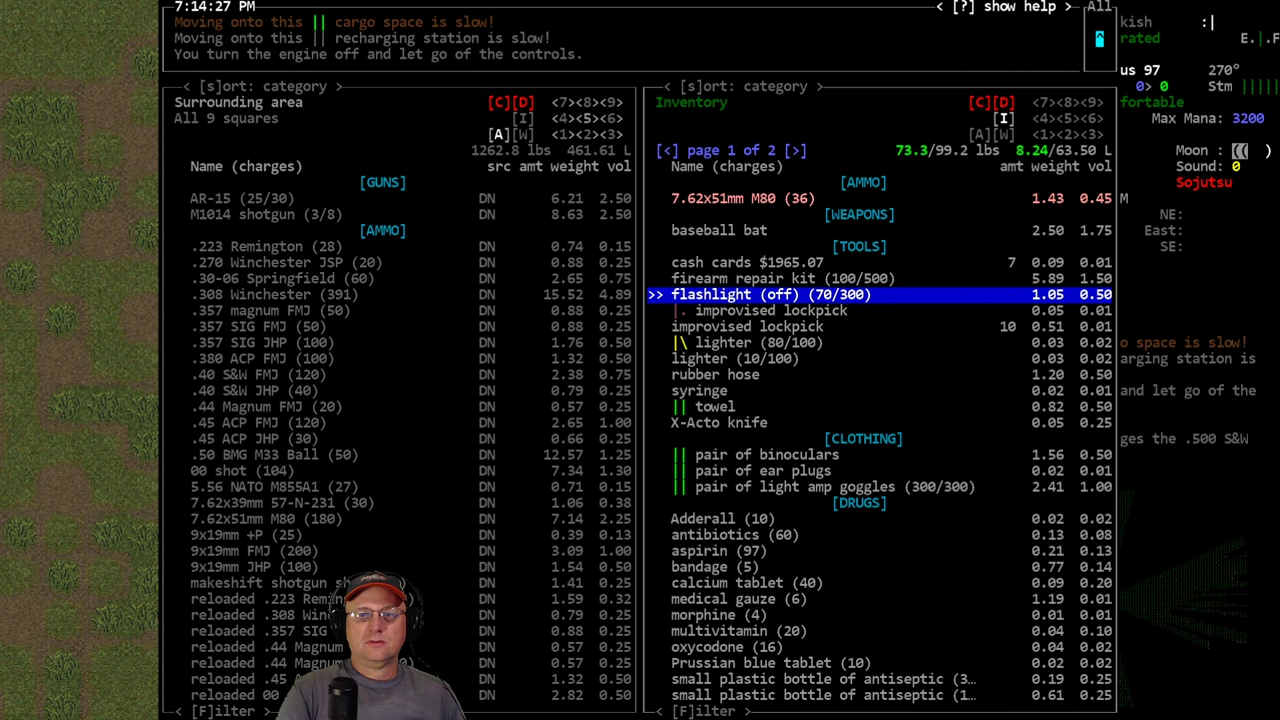 7:14:27 PM < [?] show help > All
Moving onto this || cargo space is slow!
Moving onto this || recharging station is slow!
You turn the engine off and let go of the controls.
^
kish :|
rated E.|.F
us 97 270°
0> 0 Stm |||||
fortable
Max Mana: 3200
Moon : (( )
Sound: 0
Sojutsu
M
NE:
East:
SE:
o space is slow!
arging station is
and let go of the
ges the .500 S&W
< [s]ort: category >
Surrounding area [C][D] <7><8><9>
All 9 squares [I] <4><5><6>
[A][W] <1><2><3>
1262.8 lbs 461.61 L
Name (charges) src amt weight vol
[GUNS]
AR-15 (25/30) DN 6.21 2.50
M1014 shotgun (3/8) DN 8.63 2.50
[AMMO]
.223 Remington (28) DN 0.74 0.15
.270 Winchester JSP (20) DN 0.88 0.25
.30-06 Springfield (60) DN 2.65 0.75
.308 Winchester (391) DN 15.52 4.89
.357 magnum FMJ (50) DN 0.88 0.25
.357 SIG FMJ (50) DN 0.88 0.25
.357 SIG JHP (100) DN 1.76 0.50
.380 ACP FMJ (100) DN 1.32 0.50
.40 S&W FMJ (120) DN 2.38 0.75
.40 S&W JHP (40) DN 0.79 0.25
.44 Magnum FMJ (20) DN 0.57 0.25
.45 ACP FMJ (120) DN 2.65 1.00
.45 ACP JHP (30) DN 0.66 0.25
.50 BMG M33 Ball (50) DN 12.57 1.25
00 shot (104) DN 7.34 1.30
5.56 NATO M855A1 (27) DN 0.71 0.15
7.62x39mm 57-N-231 (30) DN 1.06 0.38
7.62x51mm M80 (180) DN 7.14 2.25
9x19mm +P (25) DN 0.39 0.13
9x19mm FMJ (200) DN 3.09 1.00
9x19mm JHP (100) DN 1.54 0.50
makeshift shotgun DN 1.41 0.25
reloaded .223 DN 1.59 0.32
reloaded .308 DN 0.79 0.25
reloaded .357 SIG DN 0.88 0.25
reloaded .44 Magnum DN 0.57 0.25
reloaded .44 Magnum DN 0.57 0.25
reloaded .45 DN 1.32 0.50
reloaded 00 DN 2.82 0.50
< [F]ilter >
< [s]ort: category >
Inventory [C][D] <7><8><9>
[I] <4><5><6>
[A][W] <1><2><3>
[<] page 1 of 2 [>] 73.3/99.2 lbs 8.24/63.50 L
Name (charges) amt weight vol
[AMMO]
7.62x51mm M80 (36) 1.43 0.45
[WEAPONS]
baseball bat 2.50 1.75
[TOOLS]
cash cards $1965.07 7 0.09 0.01
firearm repair kit (100/500) 5.89 1.50
>> flashlight (off) (70/300) 1.05 0.50
|. improvised lockpick 0.05 0.01
improvised lockpick 10 0.51 0.01
|\ lighter (80/100) 0.03 0.02
lighter (10/100) 0.03 0.02
rubber hose 1.20 0.50
syringe 0.02 0.01
|| towel 0.82 0.50
X-Acto knife 0.05 0.25
[CLOTHING]
|| pair of binoculars 1.56 0.50
|| pair of ear plugs 0.02 0.01
|| pair of light amp goggles (300/300) 2.41 1.00
[DRUGS]
Adderall (10) 0.02 0.02
antibiotics (60) 0.13 0.08
aspirin (97) 0.21 0.13
bandage (5) 0.77 0.14
calcium tablet (40) 0.09 0.20
medical gauze (6) 1.19 0.01
morphine (4) 0.01 0.01
multivitamin (20) 0.04 0.10
oxycodone (16) 0.04 0.02
Prussian blue tablet (10) 0.02 0.02
small plastic bottle of antiseptic (3… 0.19 0.25
small plastic bottle of antiseptic (1… 0.61 0.25
< [F]ilter >